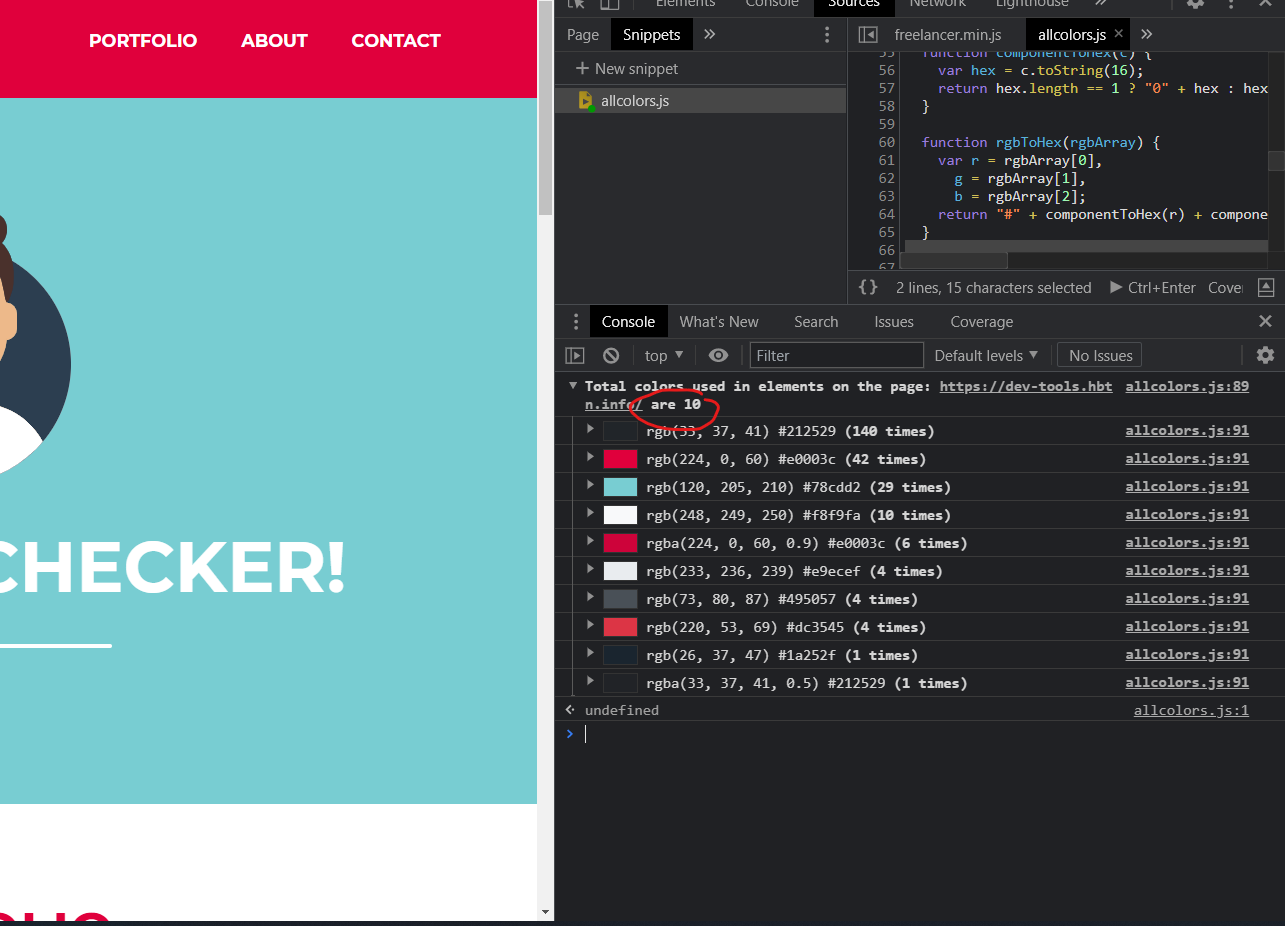 PORTFOLIO ABOUT CONTACT
CHECKER!
Elements Console Sources Network Lighthouse
Page Snippets
+ New snippet
allcolors.js
freelancer.min.js allcolors.js ×
55 function componentToHex(c) {
56 var hex = c.toString(16);
57 return hex.length == 1 ? "0" + hex : hex
58 }
59
60 function rgbToHex(rgbArray) {
61 var r = rgbArray[0],
62 g = rgbArray[1],
63 b = rgbArray[2];
64 return "#" + componentToHex(r) + compone
65 }
66
67
{} 2 lines, 15 characters selected Ctrl+Enter Cover
Console What's New Search Issues Coverage
top Filter Default levels No Issues
Total colors used in elements on the page: https://dev-tools.hbt allcolors.js:89
n.info/ are 10
rgb(33, 37, 41) #212529 (140 times) allcolors.js:91
rgb(224, 0, 60) #e0003c (42 times) allcolors.js:91
rgb(120, 205, 210) #78cdd2 (29 times) allcolors.js:91
rgb(248, 249, 250) #f8f9fa (10 times) allcolors.js:91
rgba(224, 0, 60, 0.9) #e0003c (6 times) allcolors.js:91
rgb(233, 236, 239) #e9ecef (4 times) allcolors.js:91
rgb(73, 80, 87) #495057 (4 times) allcolors.js:91
rgb(220, 53, 69) #dc3545 (4 times) allcolors.js:91
rgb(26, 37, 47) #1a252f (1 times) allcolors.js:91
rgba(33, 37, 41, 0.5) #212529 (1 times) allcolors.js:91
undefined allcolors.js:1